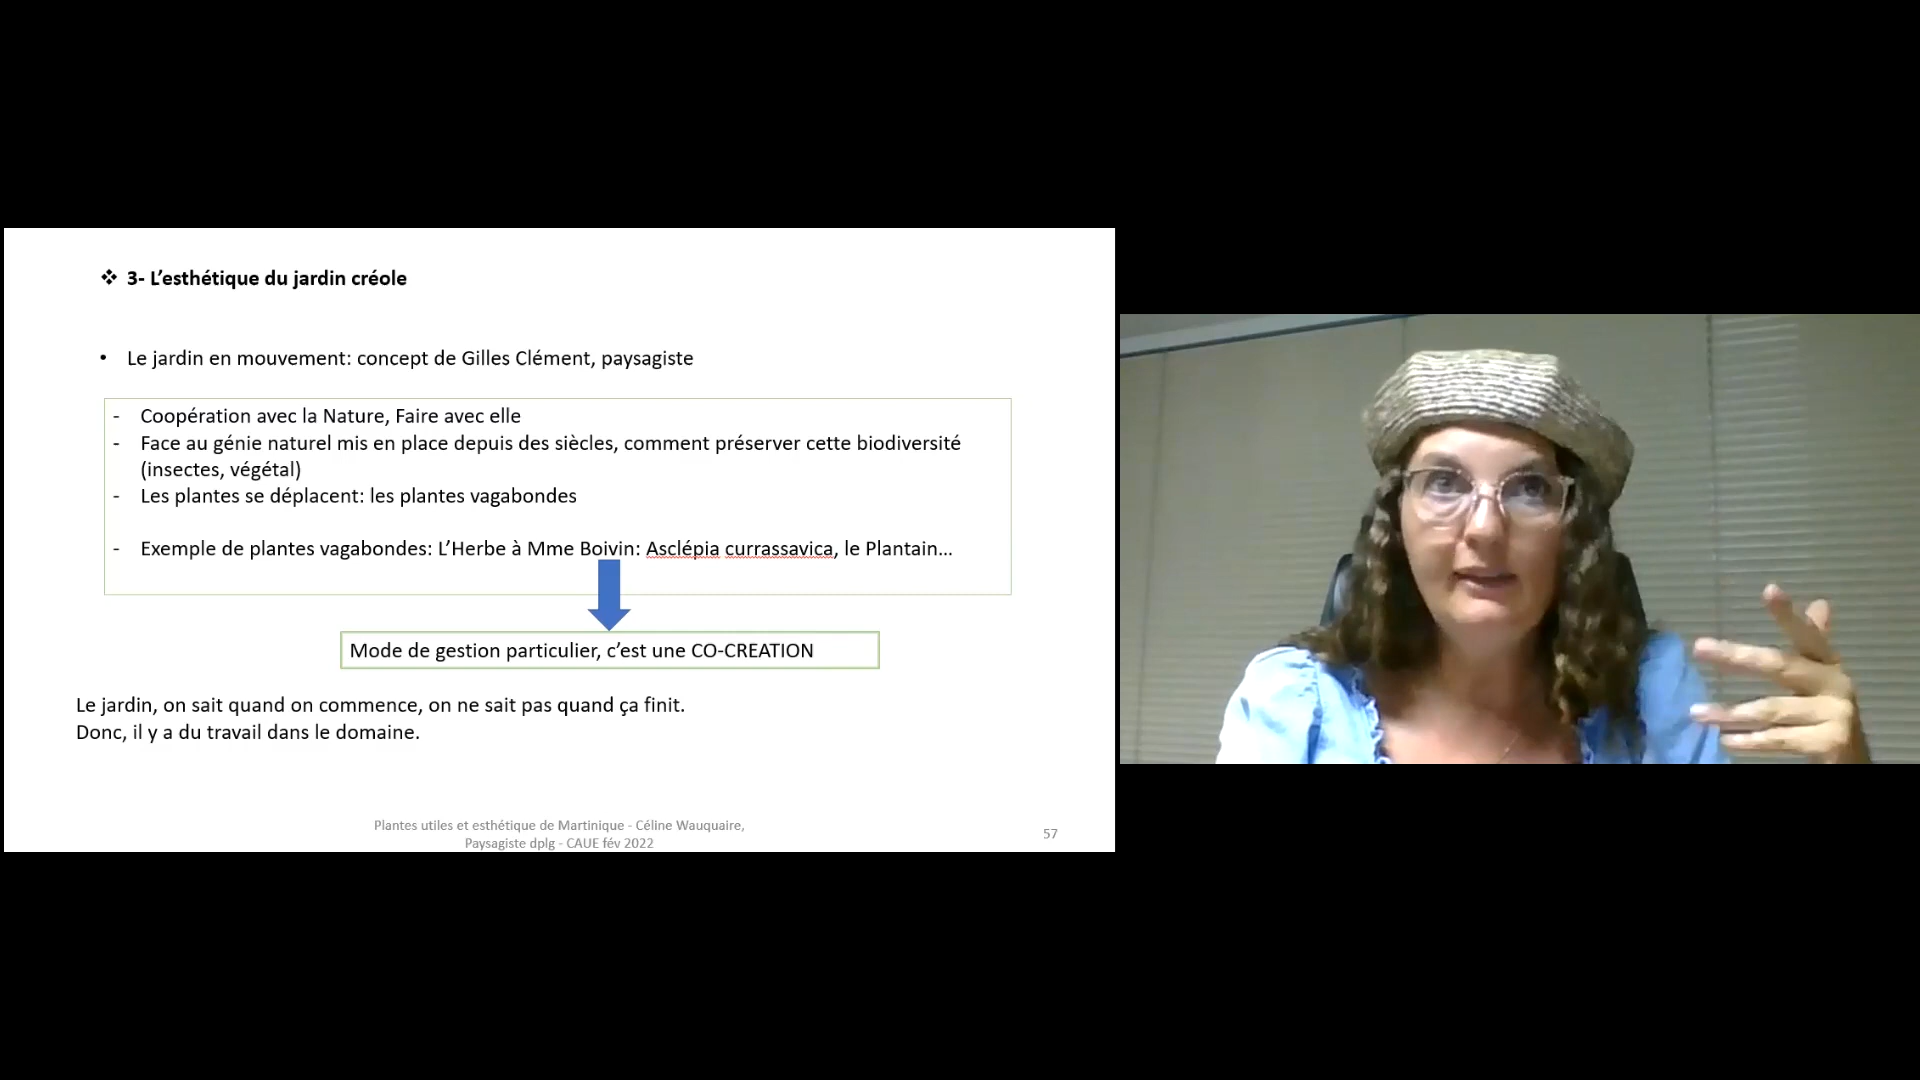 ❖ 3- L’esthétique du jardin créole
• Le jardin en mouvement: concept de Gilles Clément, paysagiste
- Coopération avec la Nature, Faire avec elle
- Face au génie naturel mis en place depuis des siècles, comment préserver cette biodiversité
(insectes, végétal)
- Les plantes se déplacent: les plantes vagabondes
- Exemple de plantes vagabondes: L’Herbe à Mme Boivin: Asclépia currassavica, le Plantain...
Mode de gestion particulier, c’est une CO-CREATION
Le jardin, on sait quand on commence, on ne sait pas quand ça finit.
Donc, il y a du travail dans le domaine.
Plantes utiles et esthétique de Martinique - Céline Wauquaire,
Paysagiste dplg - CAUE fév 2022
57